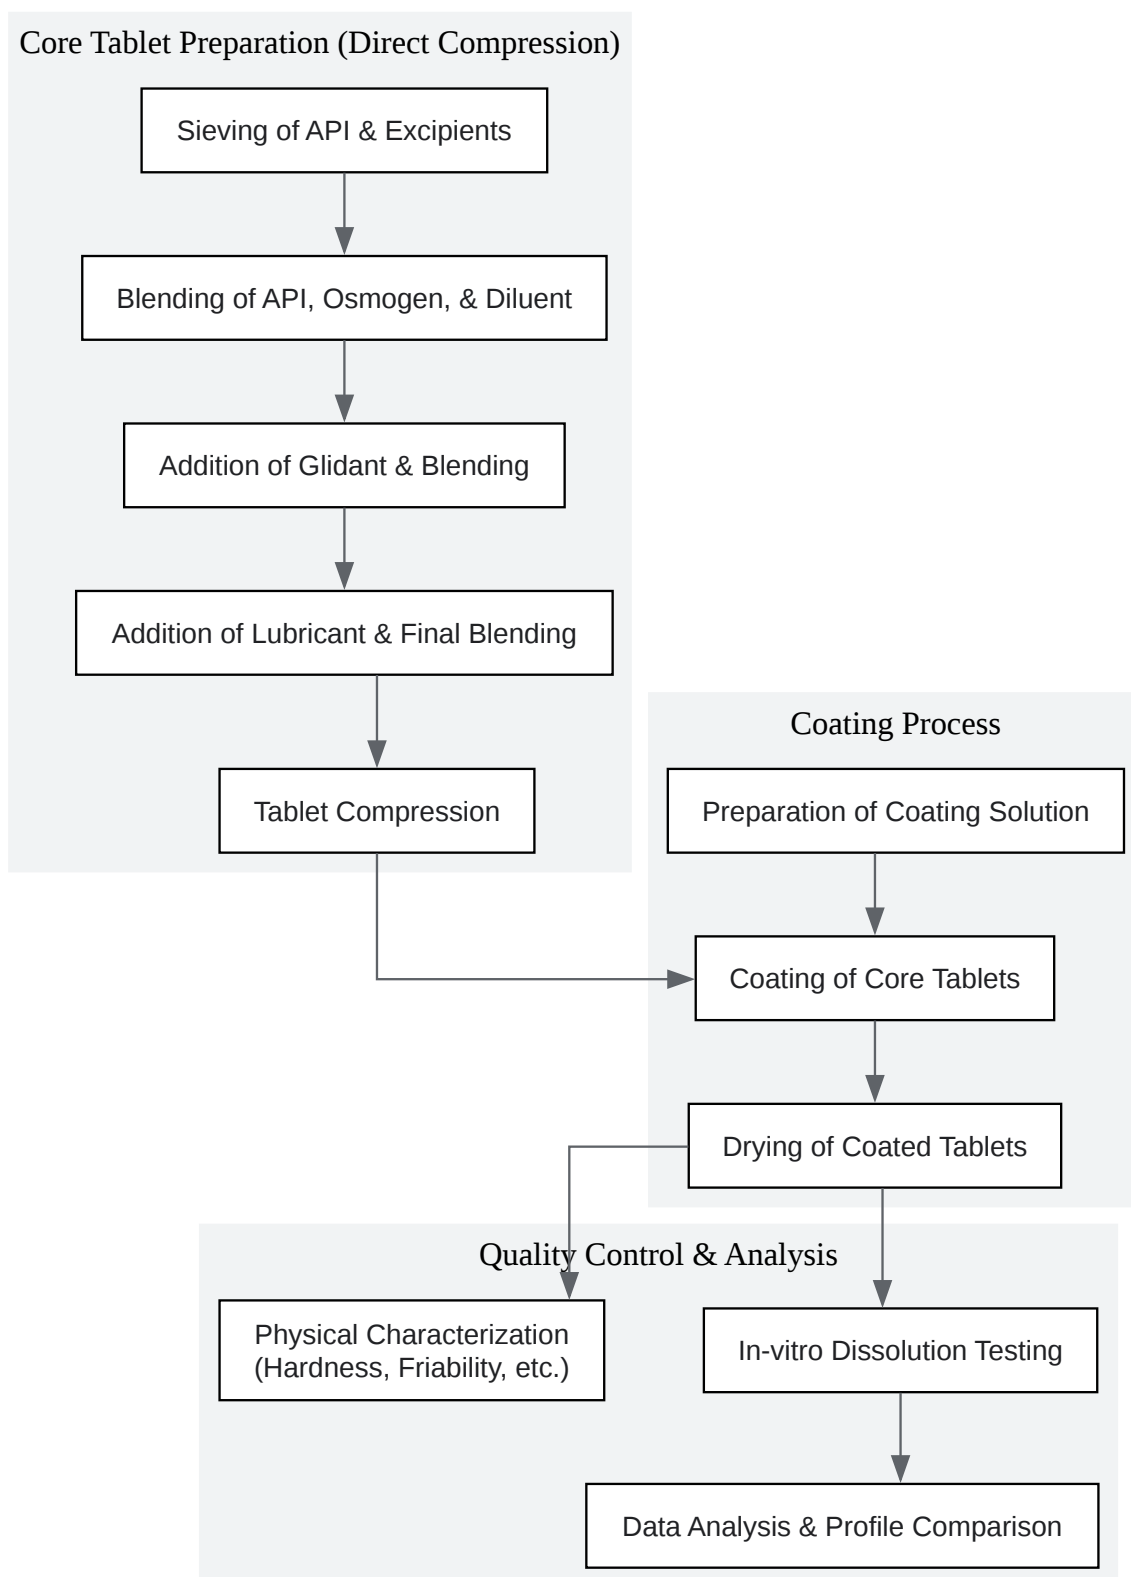 Core Tablet Preparation (Direct Compression)
Sieving of API & Excipients
Blending of API, Osmogen, & Diluent
Addition of Glidant & Blending
Addition of Lubricant & Final Blending
Tablet Compression
Coating Process
Preparation of Coating Solution
Coating of Core Tablets
Drying of Coated Tablets
Quality Control & Analysis
Physical Characterization
(Hardness, Friability, etc.)
In-vitro Dissolution Testing
Data Analysis & Profile Comparison